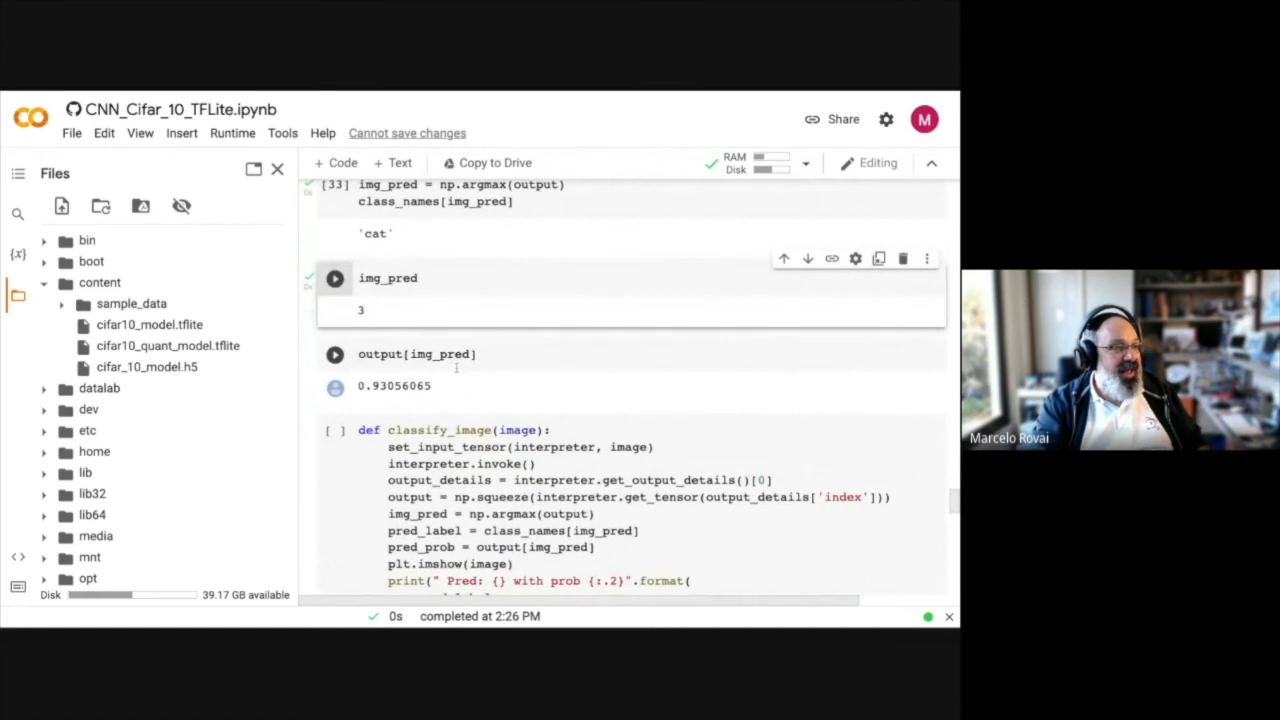 CNN_Cifar_10_TFLite.ipynb
File Edit View Insert Runtime Tools Help Cannot save changes
Share
M
Files
+ Code + Text Copy to Drive
RAM
Disk
Editing
[33] img_pred = np.argmax(output)
class_names[img_pred]
'cat'
img_pred
3
output[img_pred]
0.93056065
[ ] def classify_image(image):
set_input_tensor(interpreter, image)
interpreter.invoke()
output_details = interpreter.get_output_details()[0]
output = np.squeeze(interpreter.get_tensor(output_details['index']))
img_pred = np.argmax(output)
pred_label = class_names[img_pred]
pred_prob = output[img_pred]
plt.imshow(image)
print(" Pred: {} with prob {:.2}".format(
{x}
bin
boot
content
sample_data
cifar10_model.tflite
cifar10_quant_model.tflite
cifar_10_model.h5
datalab
dev
etc
home
lib
lib32
lib64
media
mnt
opt
Disk 39.17 GB available
0s completed at 2:26 PM
Marcelo Rovai